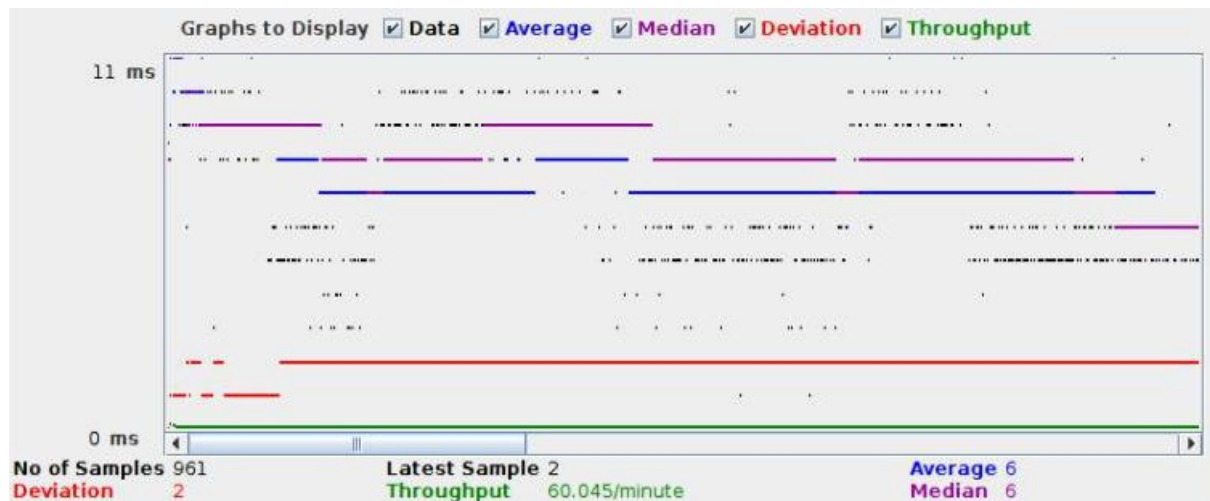 Graphs to Display Data Average Median Deviation Throughput
11 ms
0 ms
No of Samples 961 Latest Sample 2 Average 6
Deviation 2 Throughput 60.045/minute Median 6